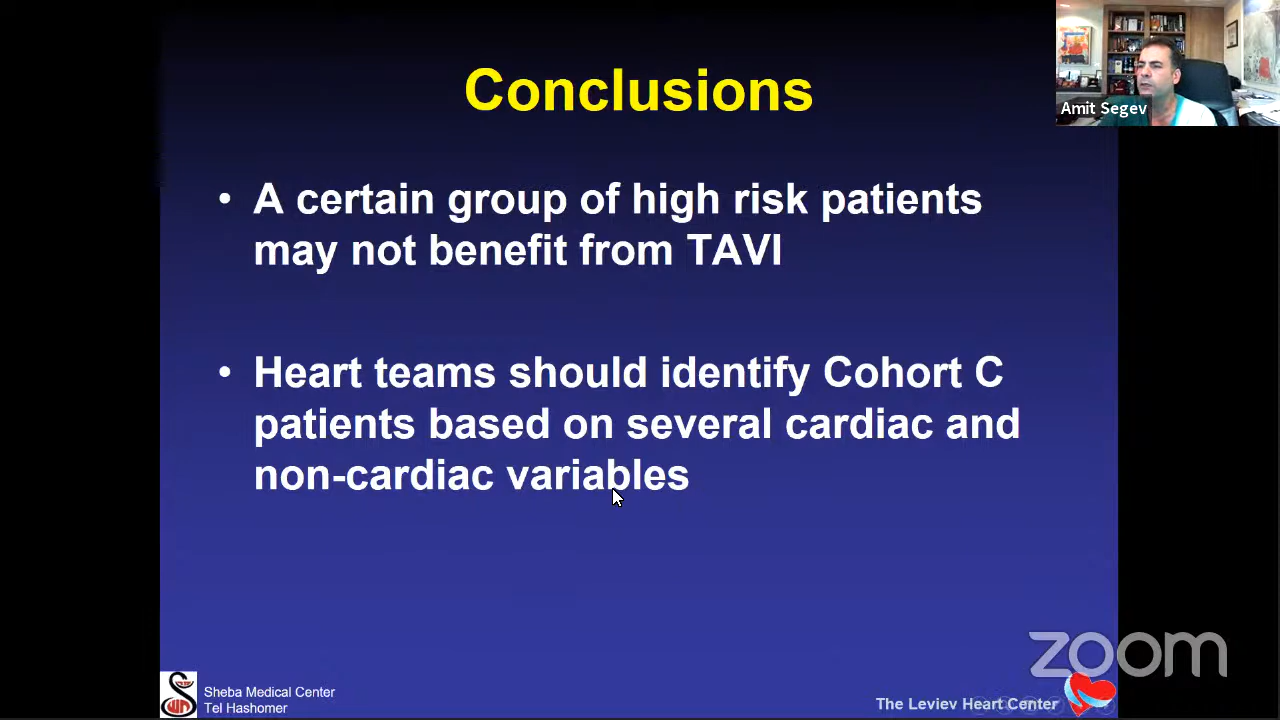 Conclusions
Amit Segev
• A certain group of high risk patients
may not benefit from TAVI
• Heart teams should identify Cohort C
patients based on several cardiac and
non-cardiac variables
zoom
Sheba Medical Center
Tel Hashomer
The Leviev Heart Center